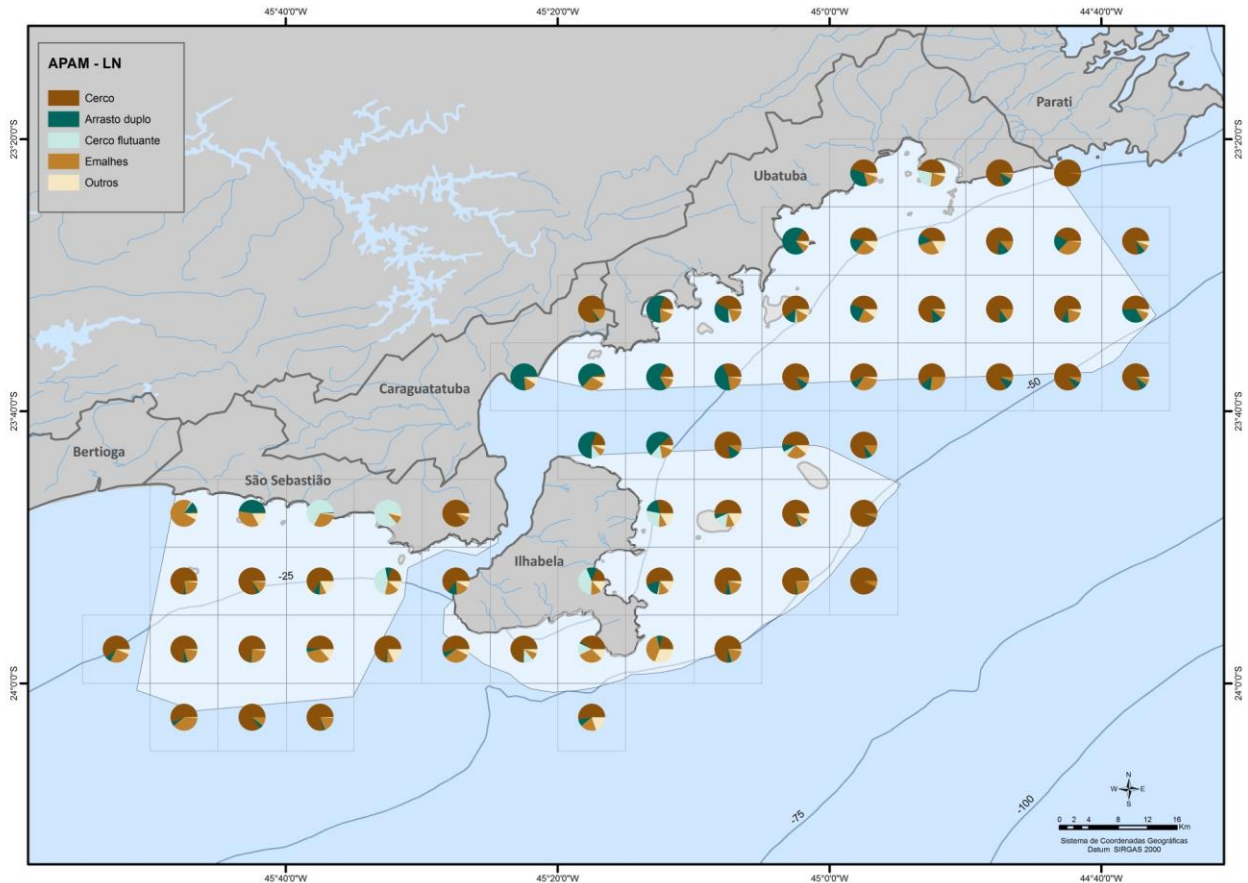 45°40'0"W
45°20'0"W
45°0'0"W
44°40'0"W
APAM - LN
Cerco
Arrasto duplo
Cerco flutuante
Emalhes
Outros
Parati
23°20'0"S
23°20'0"S
Ubatuba
Caraguatatuba
-50
23°40'0"S
23°40'0"S
Bertioga
São Sebastião
Ilhabela
-25
24°0'0"S
24°0'0"S
N
W E
S
-75
-100
0 2 4 8 12 16
Km
Sistema de Coordenadas Geográficas
Datum SIRGAS 2000
45°40'0"W
45°20'0"W
45°0'0"W
44°40'0"W